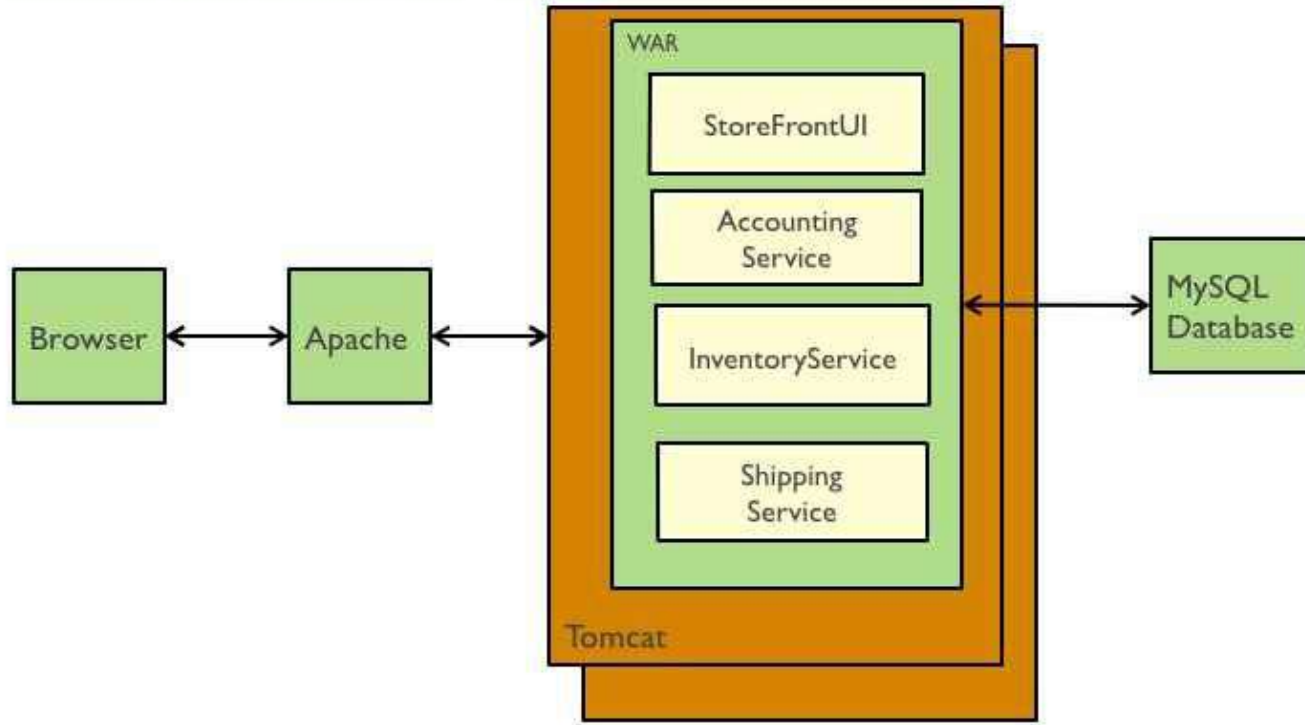 WAR
StoreFrontUI
Accounting
Service
InventoryService
Shipping
Service
Tomcat
Browser
Apache
MySQL
Database